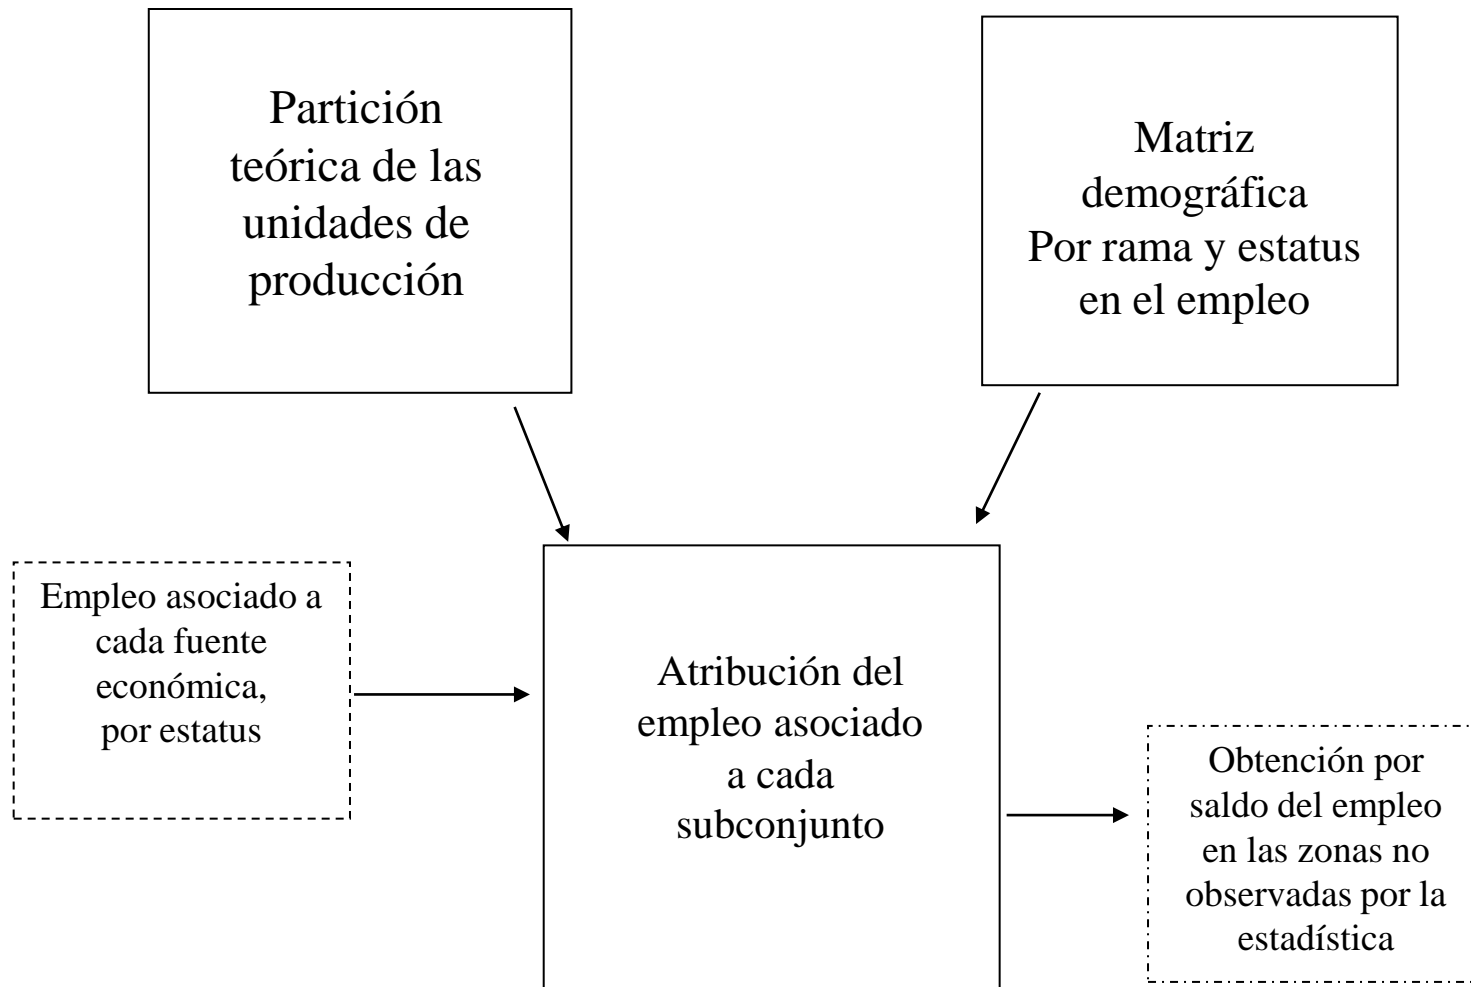 Partición
teórica de las
unidades de
producción
Matriz
demográfica
Por rama y estatus
en el empleo
Empleo asociado a
cada fuente
económica,
por estatus
Atribución del
empleo asociado
a cada
subconjunto
Obtención por
saldo del empleo
en las zonas no
observadas por la
estadística